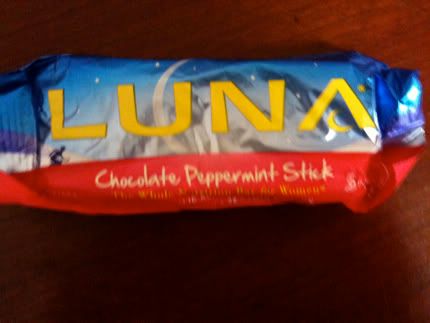 LUNA
Chocolate Peppermint Stick
The Whole Nutrition Bar for Women®